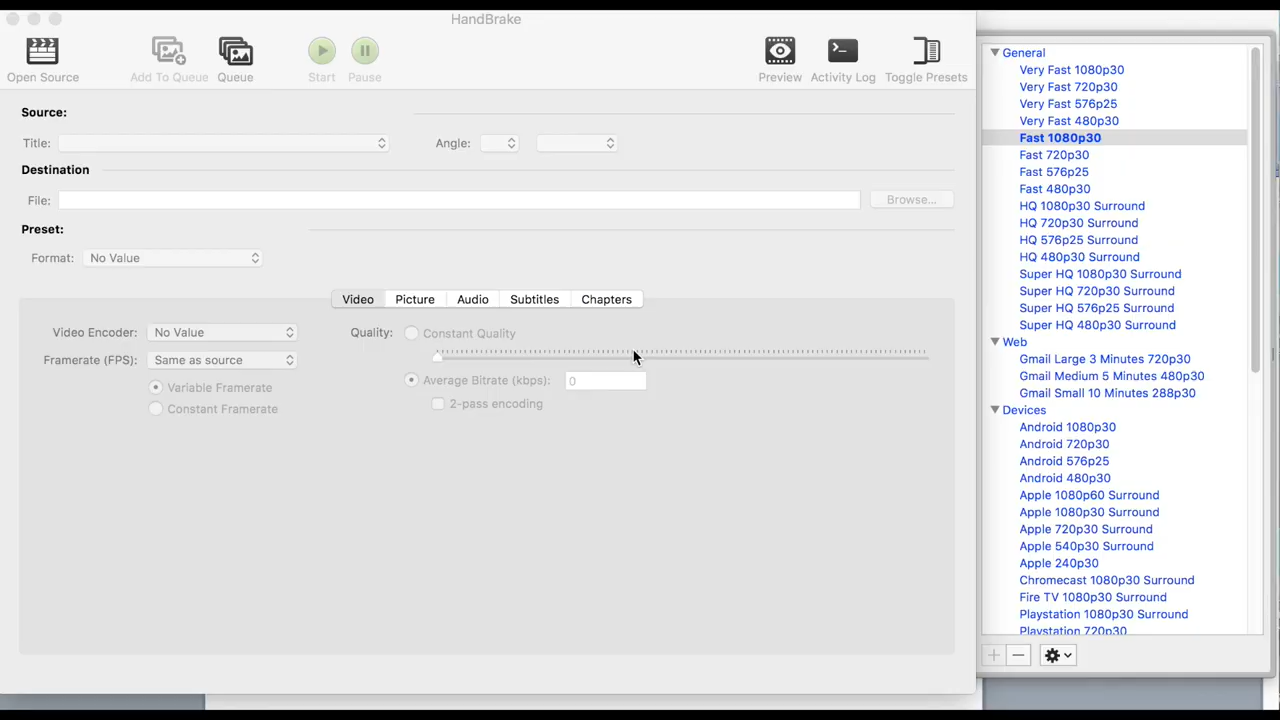 HandBrake
Open Source
Add To Queue
Queue
Start
Pause
Preview
Activity Log
Toggle Presets
Source:
Title:
Angle:
Destination
File:
Browse...
Preset:
Format: No Value
Video Picture Audio Subtitles Chapters
Video Encoder: No Value
Quality: Constant Quality
Framerate (FPS): Same as source
Average Bitrate (kbps): 0
Variable Framerate
2-pass encoding
Constant Framerate
General
Very Fast 1080p30
Very Fast 720p30
Very Fast 576p25
Very Fast 480p30
Fast 1080p30
Fast 720p30
Fast 576p25
Fast 480p30
HQ 1080p30 Surround
HQ 720p30 Surround
HQ 576p25 Surround
HQ 480p30 Surround
Super HQ 1080p30 Surround
Super HQ 720p30 Surround
Super HQ 576p25 Surround
Super HQ 480p30 Surround
Web
Gmail Large 3 Minutes 720p30
Gmail Medium 5 Minutes 480p30
Gmail Small 10 Minutes 288p30
Devices
Android 1080p30
Android 720p30
Android 576p25
Android 480p30
Apple 1080p60 Surround
Apple 1080p30 Surround
Apple 720p30 Surround
Apple 540p30 Surround
Apple 240p30
Chromecast 1080p30 Surround
Fire TV 1080p30 Surround
Playstation 1080p30 Surround
Playstation 720p30